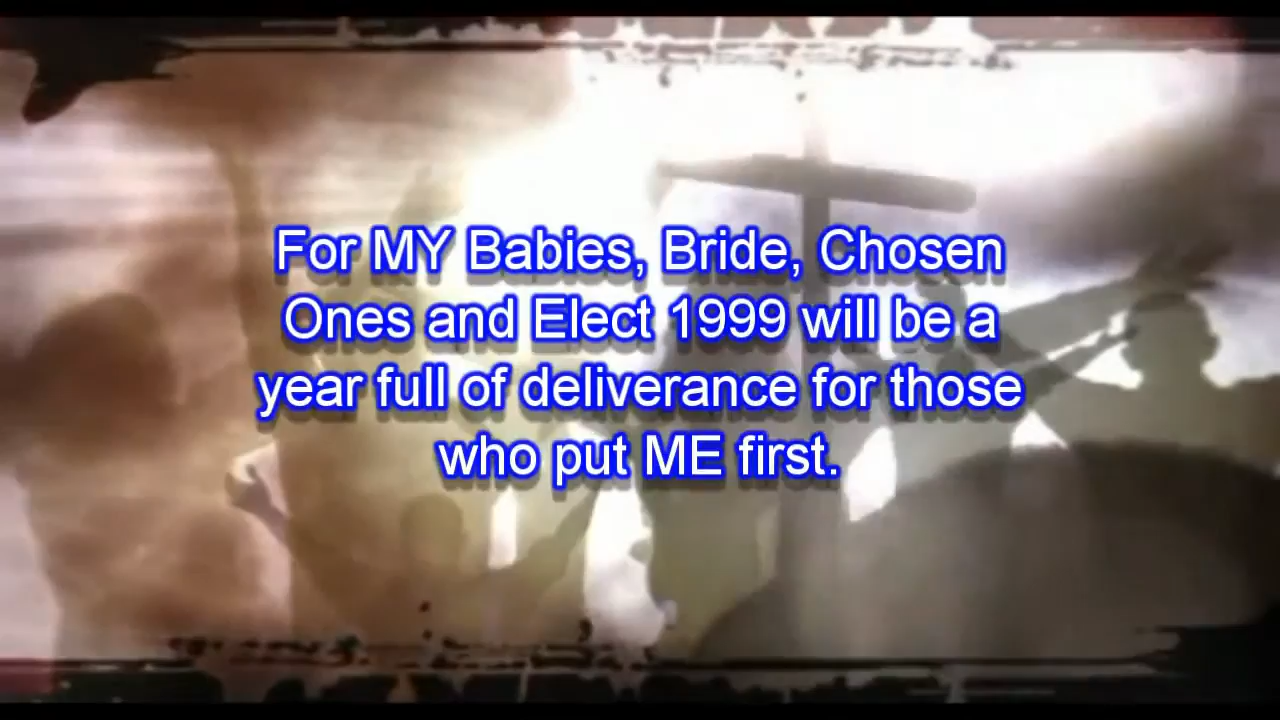 For MY Babies, Bride, Chosen
Ones and Elect 1999 will be a
year full of deliverance for those
who put ME first.